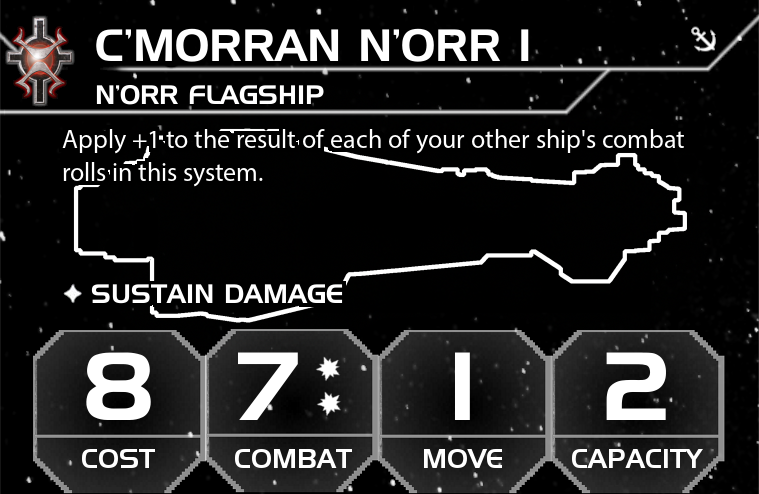 C'MORRAN N'ORR I
N'ORR FLAGSHIP
Apply +1 to the result of each of your other ship's combat
rolls in this system.
SUSTAIN DAMAGE
8 7 1 2
COST COMBAT MOVE CAPACITY